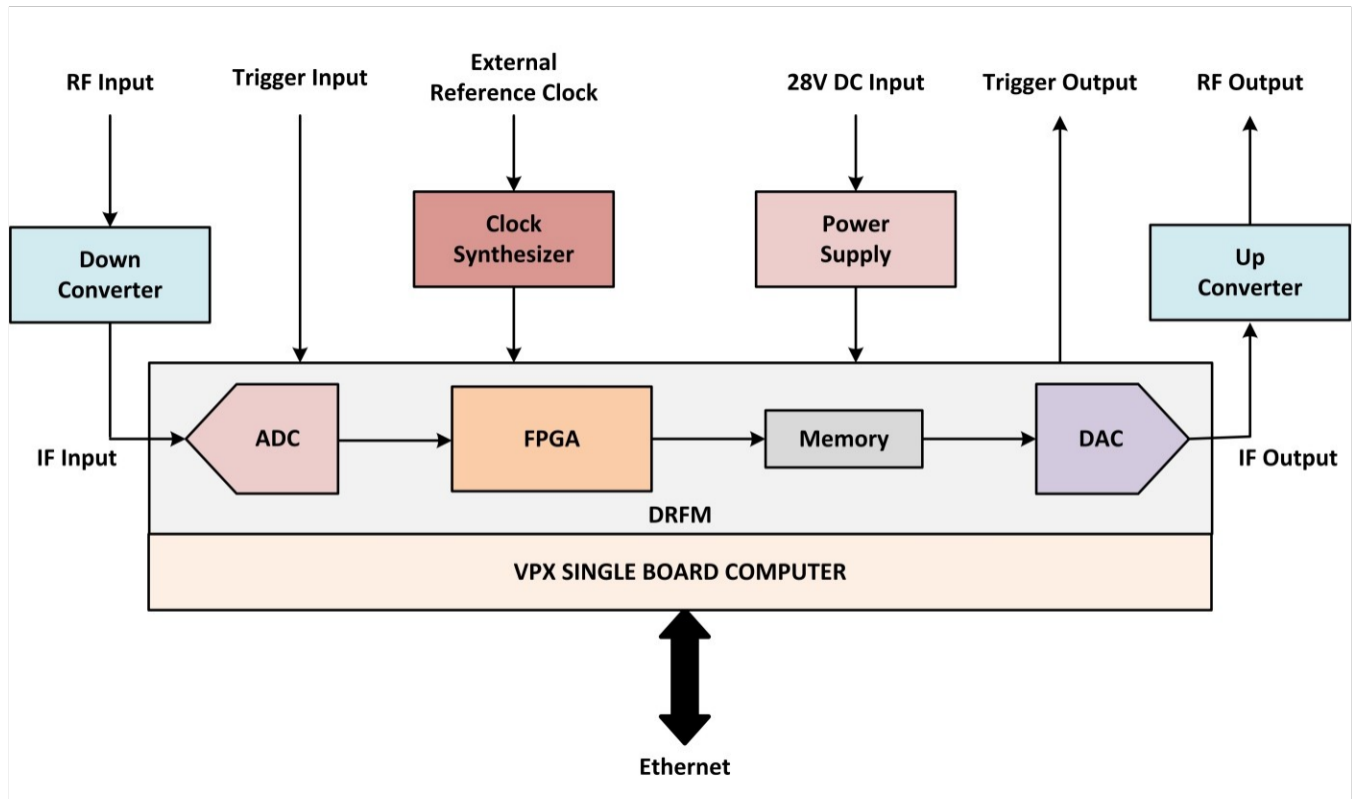 RF Input
Trigger Input
External
Reference Clock
28V DC Input
Trigger Output
RF Output
Down
Converter
Clock
Synthesizer
Power
Supply
Up
Converter
IF Input
ADC
FPGA
Memory
DAC
IF Output
DRFM
VPX SINGLE BOARD COMPUTER
Ethernet